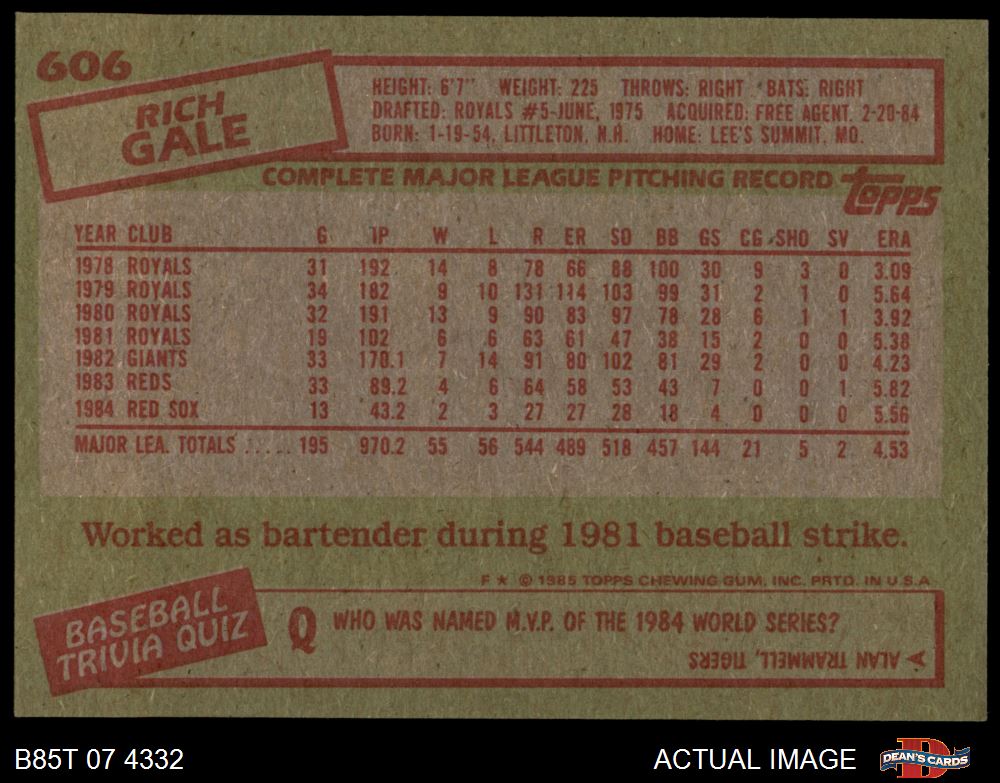 606
RICH
GALE
HEIGHT: 6'7" WEIGHT: 225 THROWS: RIGHT BATS: RIGHT
DRAFTED: ROYALS #5-JUNE, 1975 ACQUIRED: FREE AGENT. 2-20-84
BORN: 1-19-54, LITTLETON, N.H. HOME: LEE'S SUMMIT, MO.
COMPLETE MAJOR LEAGUE PITCHING RECORD
TOPPS
YEAR CLUB G IP W L R ER SO BB GS CG SHO SV ERA
1978 ROYALS 31 192 14 8 78 66 88 100 30 9 3 0 3.09
1979 ROYALS 34 182 9 10 131 114 103 99 31 2 1 0 5.64
1980 ROYALS 32 191 13 9 90 83 97 78 28 6 1 1 3.92
1981 ROYALS 19 102 6 6 63 61 47 38 15 2 0 0 5.38
1982 GIANTS 33 170.1 7 14 91 80 102 81 29 2 0 0 4.23
1983 REDS 33 89.2 4 6 64 58 53 43 7 0 0 1 5.82
1984 RED SOX 13 43.2 2 3 27 27 28 18 4 0 0 0 5.56
MAJOR LEA. TOTALS ..... 195 970.2 55 56 544 489 518 457 144 21 5 2 4.53
Worked as bartender during 1981 baseball strike.
F ★ © 1985 TOPPS CHEWING GUM, INC. PRTD. IN U.S.A.
BASEBALL
TRIVIA QUIZ
Q WHO WAS NAMED M.V.P. OF THE 1984 WORLD SERIES?
A ALAN TRAMMELL, TIGERS
B85T 07 4332
ACTUAL IMAGE
D
DEAN'S CARDS